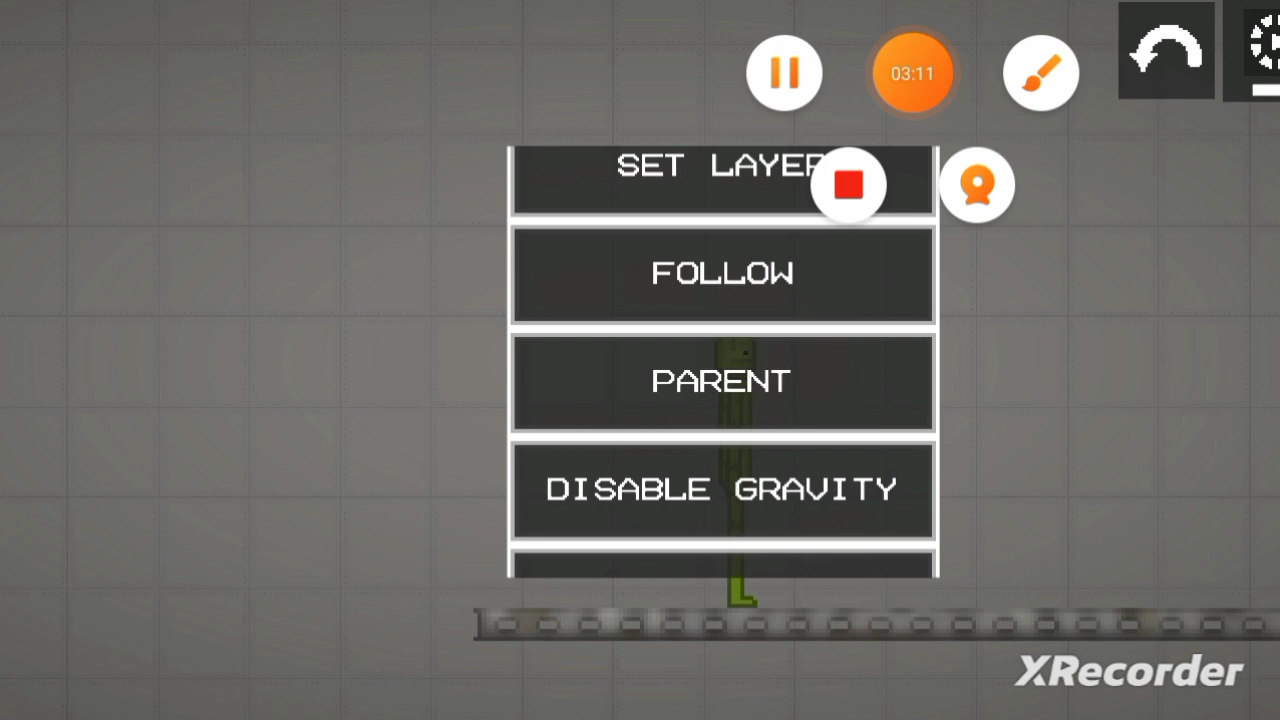 03:11
SET LAYER
FOLLOW
PARENT
DISABLE GRAVITY
XRecorder